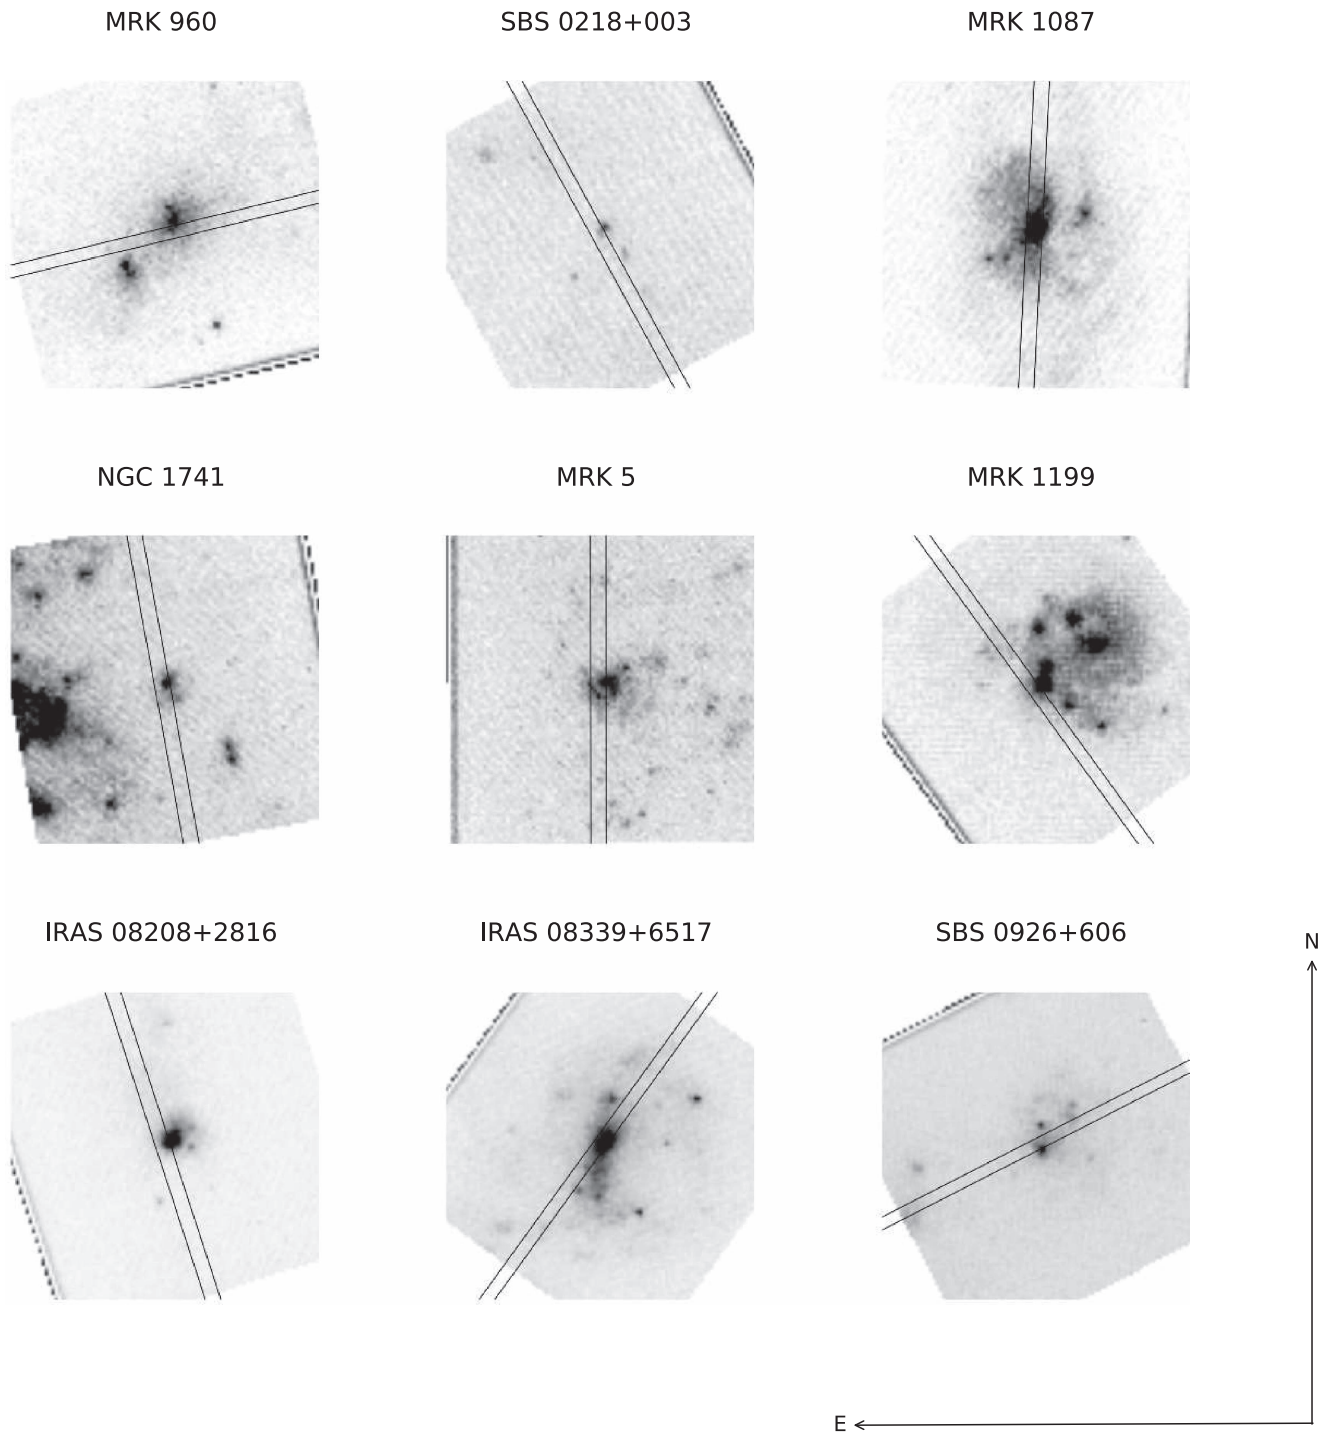 MRK 960
SBS 0218+003
MRK 1087
NGC 1741
MRK 5
MRK 1199
IRAS 08208+2816
IRAS 08339+6517
SBS 0926+606
N
E